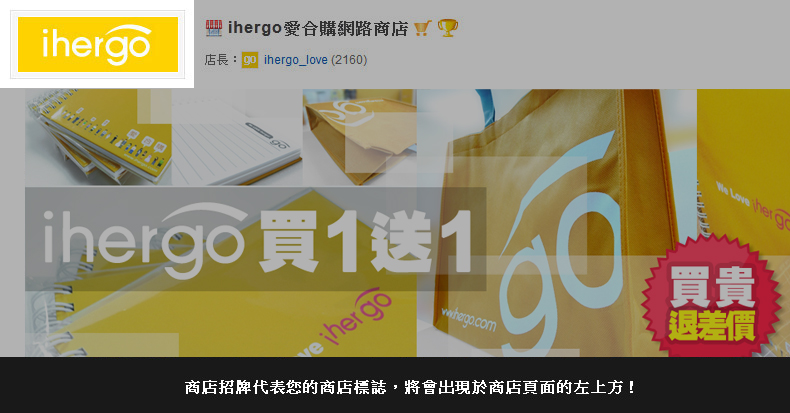 ihergo
ihergo愛合購網路商店
店長：go ihergo_love (2160)
go
We Love ihergo
ihergo買1送1
Love ihergo
www.ihergo.com
go
買貴
退差價
商店招牌代表您的商店標誌，將會出現於商店頁面的左上方！